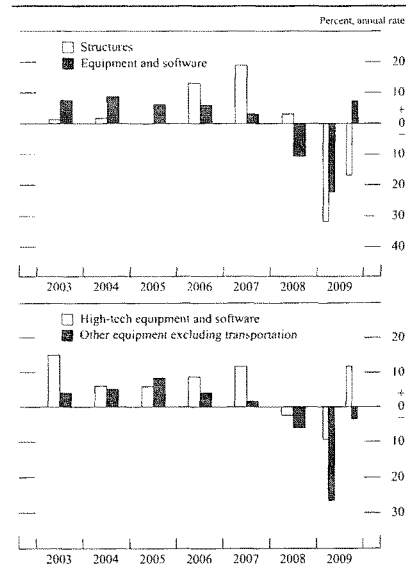 Percent, annual rate
Structures
Equipment and software
20
10
+
0
−
10
20
30
40
2003 2004 2005 2006 2007 2008 2009
High-tech equipment and software
Other equipment excluding transportation
20
10
+
0
−
10
20
30
2003 2004 2005 2006 2007 2008 2009